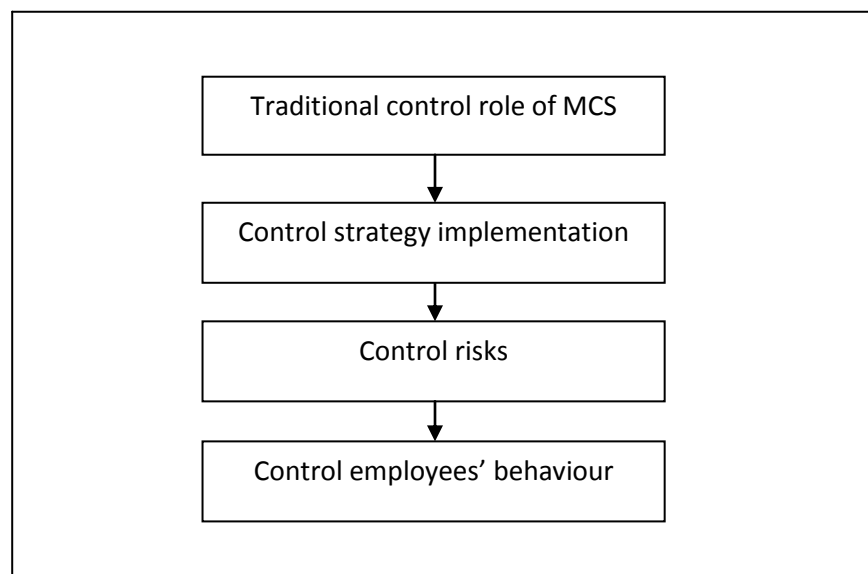 Traditional control role of MCS
Control strategy implementation
Control risks
Control employees’ behaviour